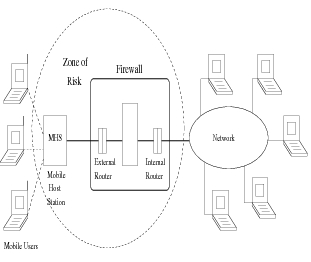 Zone of
Risk
Firewall
MHS
Network
External
Router
Internal
Router
Mobile
Host
Station
Mobile Users